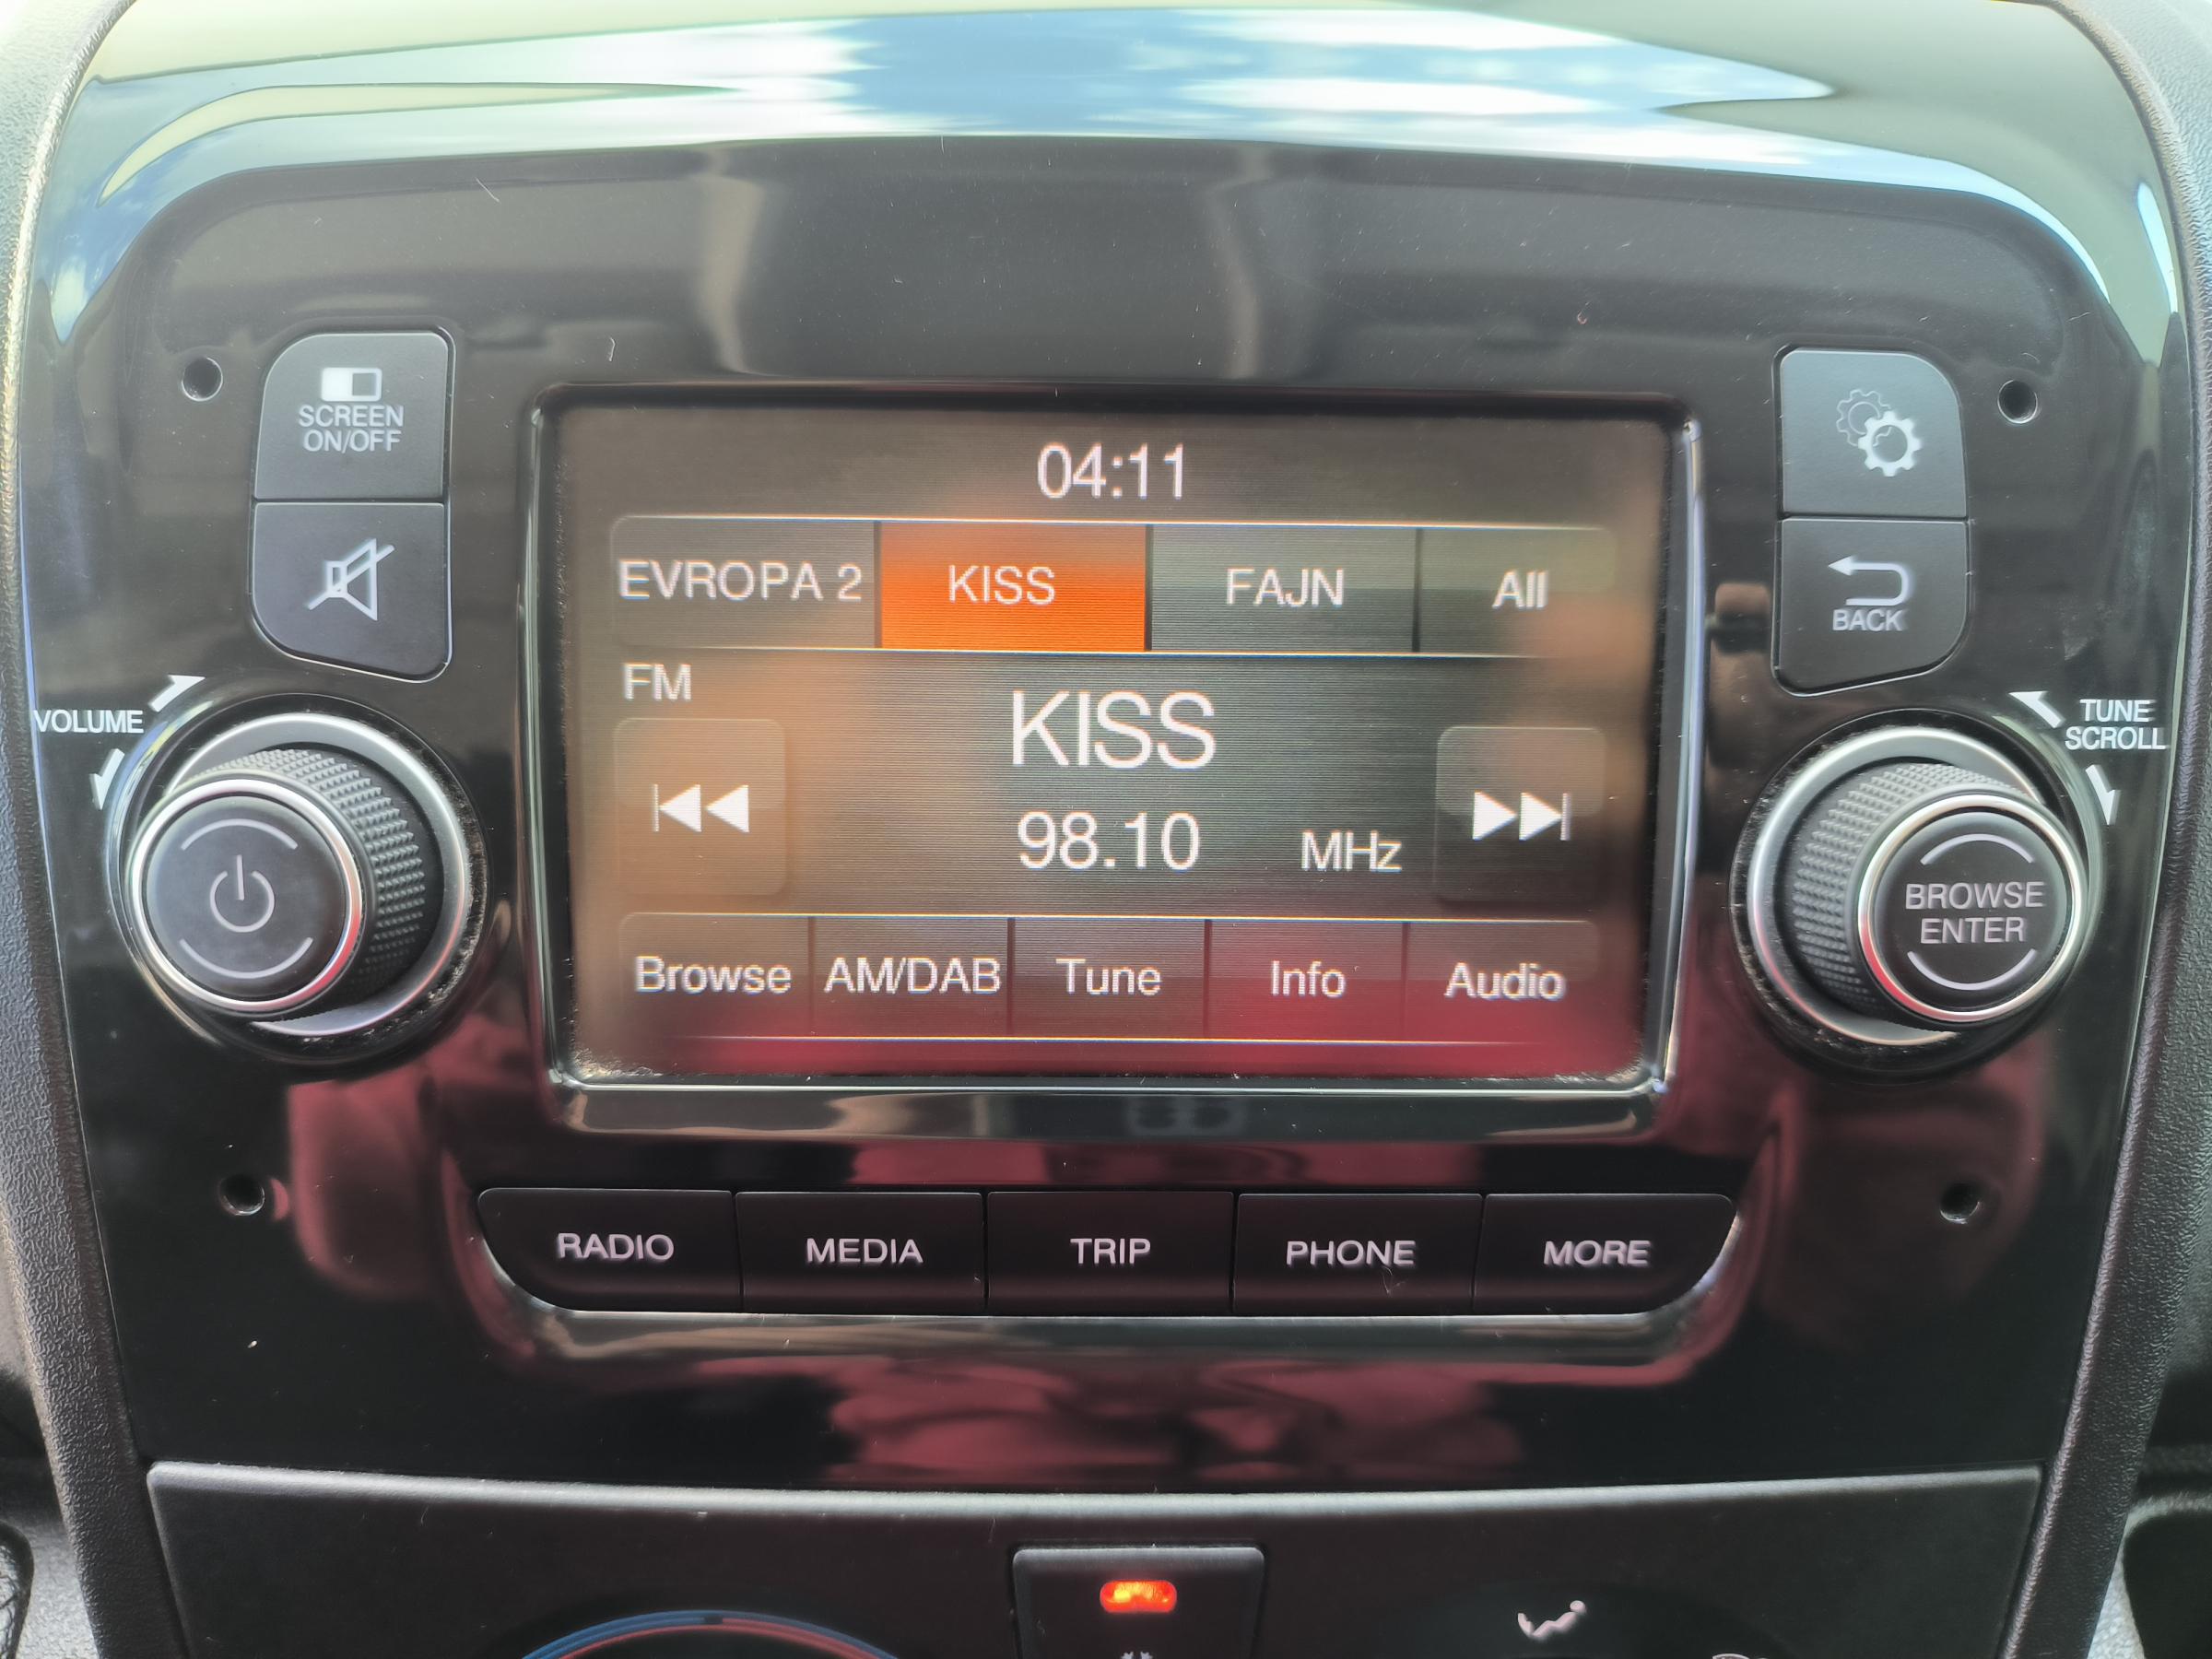 SCREEN
ON/OFF
04:11
EVROPA 2 KISS FAJN All
BACK
FM
KISS
VOLUME
TUNE
SCROLL
98.10 MHz
BROWSE
ENTER
Browse AM/DAB Tune Info Audio
RADIO MEDIA TRIP PHONE MORE